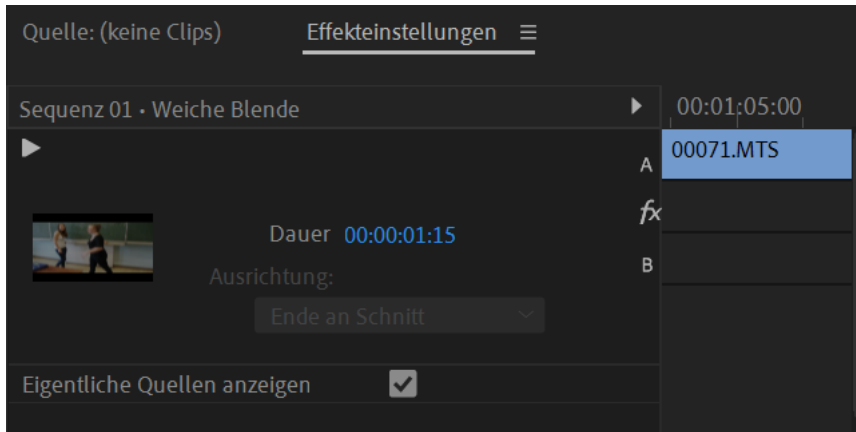 Quelle: (keine Clips) Effekteinstellungen
Sequenz 01 • Weiche Blende 00:01:05:00
A 00071.MTS
fx
Dauer 00:00:01:15
B
Ausrichtung:
Ende an Schnitt
Eigentliche Quellen anzeigen